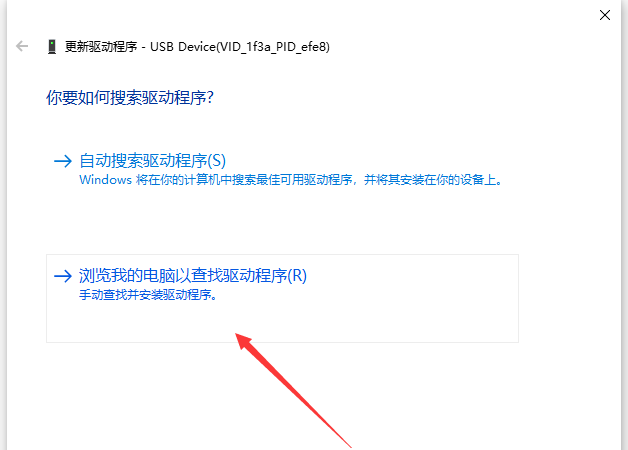 更新驱动程序 - USB Device(VID_1f3a_PID_efe8)
你要如何搜索驱动程序?
自动搜索驱动程序(S)
Windows 将在你的计算机中搜索最佳可用驱动程序，并将其安装在你的设备上。
浏览我的电脑以查找驱动程序(R)
手动查找并安装驱动程序。